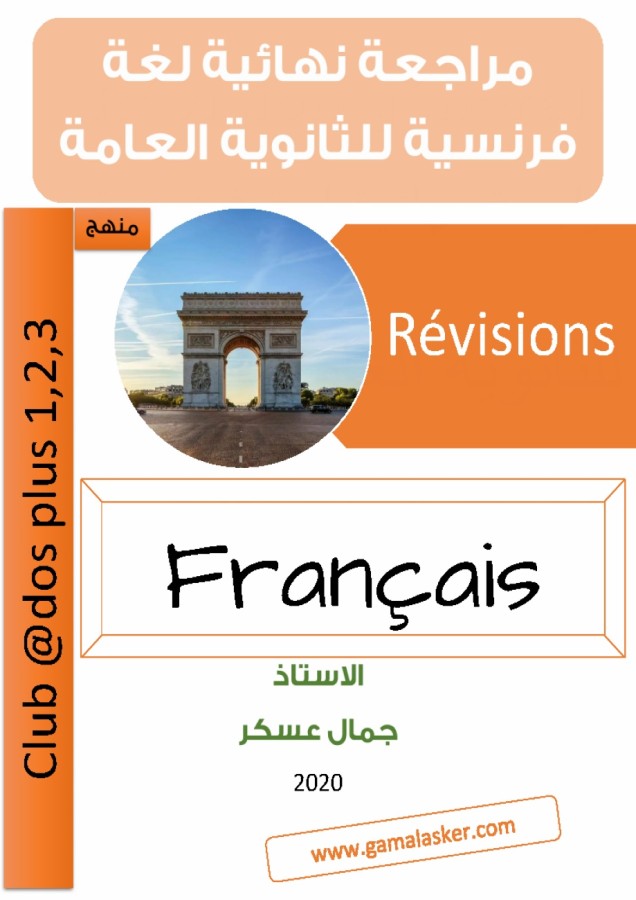 مراجعة نهائية لغة
فرنسية للثانوية العامة
منهج
Club @dos plus 1,2,3
Révisions
Français
الاستاذ
جمال عسكر
2020
www.gamalasker.com